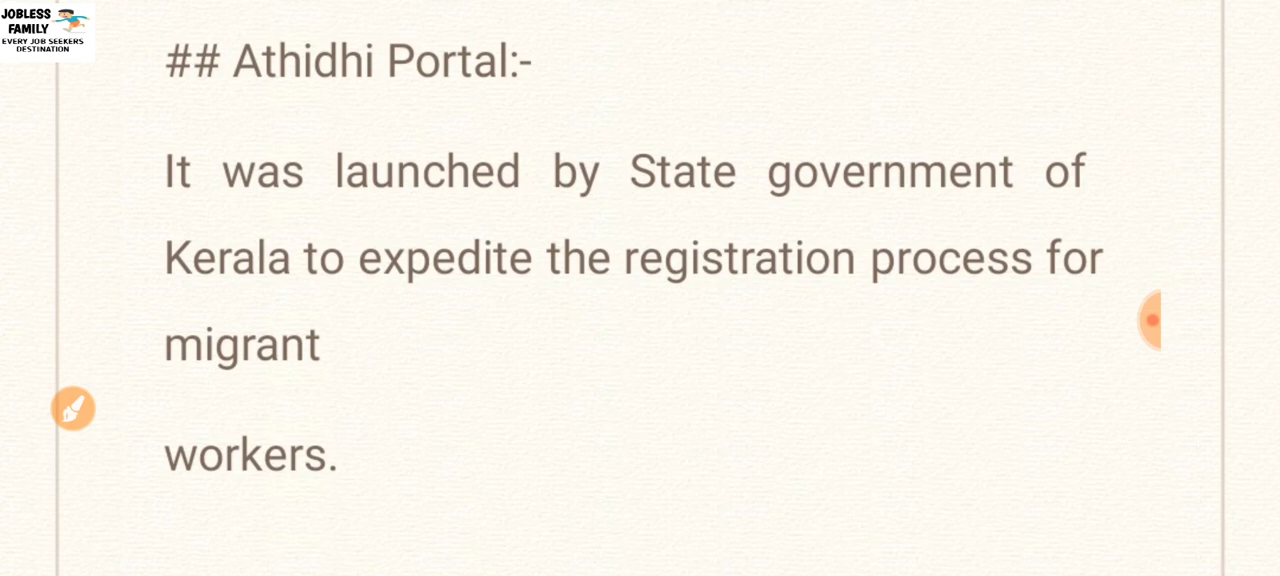 JOBLESS
FAMILY
EVERY JOB SEEKERS
DESTINATION
## Athidhi Portal:-
It was launched by State government of
Kerala to expedite the registration process for
migrant
workers.